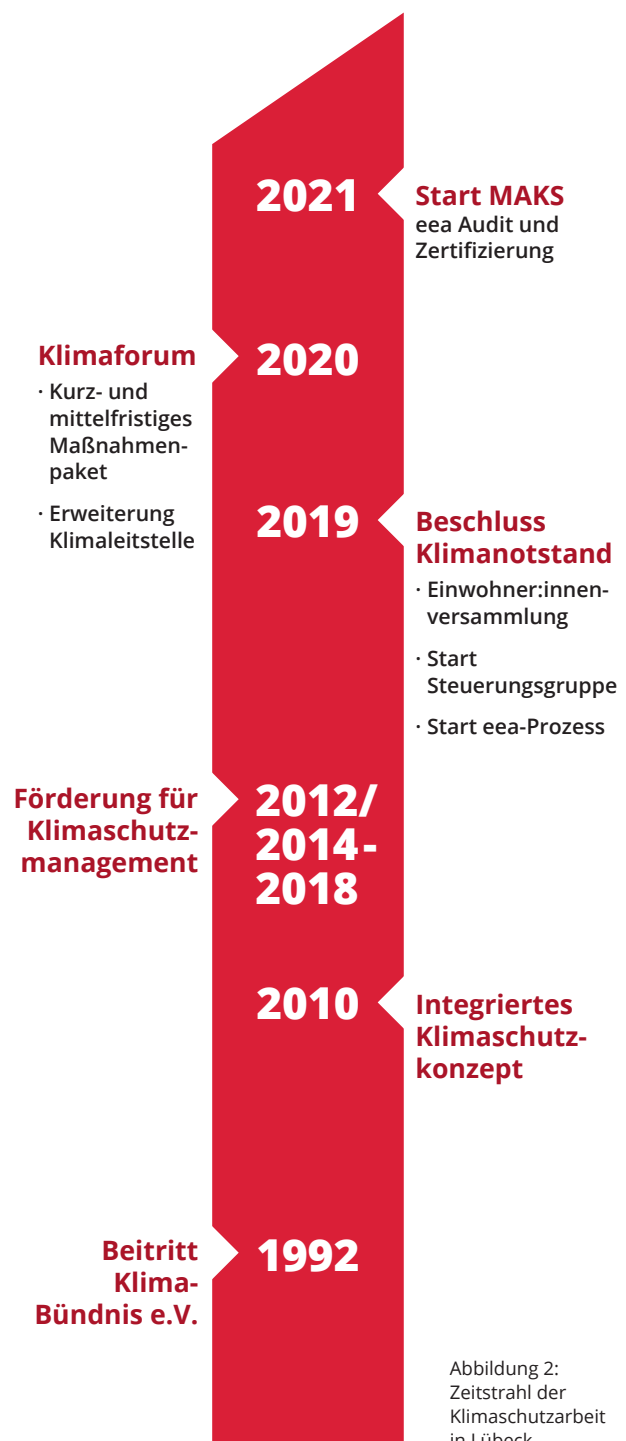 2021
Start MAKS
eea Audit und
Zertifizierung
Klimaforum
· Kurz- und
mittelfristiges
Maßnahmen-
paket
· Erweiterung
Klimaleitstelle
2020
2019
Beschluss
Klimanotstand
· Einwohner:innen-
versammlung
· Start
Steuerungsgruppe
· Start eea-Prozess
Förderung für
Klimaschutz-
management
2012/
2014-
2018
2010
Integriertes
Klimaschutz-
konzept
Beitritt
Klima-
Bündnis e.V.
1992
Abbildung 2:
Zeitstrahl der
Klimaschutzarbeit
in Lübeck